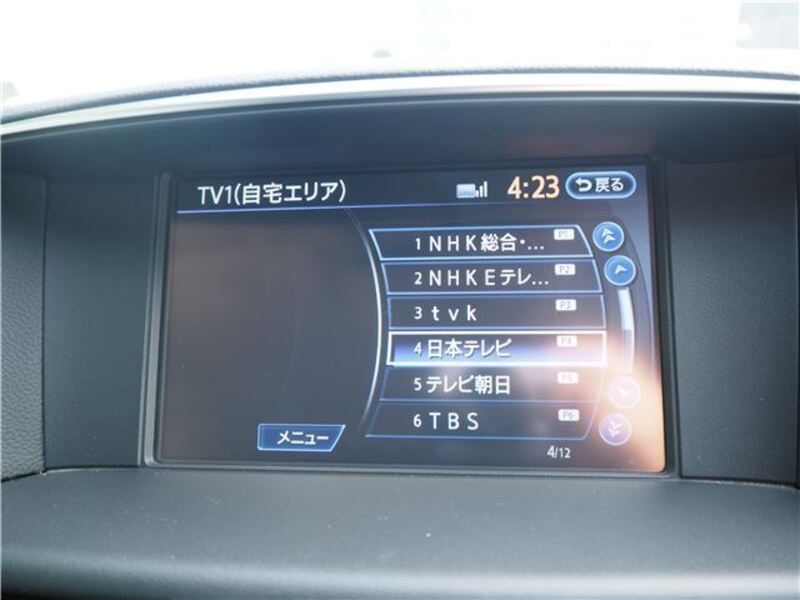 TV1(自宅エリア) 4:23 戻る
1 NHK総合・... P1
2 NHKEテレ... P2
3 tvk P3
4 日本テレビ P4
5 テレビ朝日 P5
6 TBS P6
メニュー
4/12